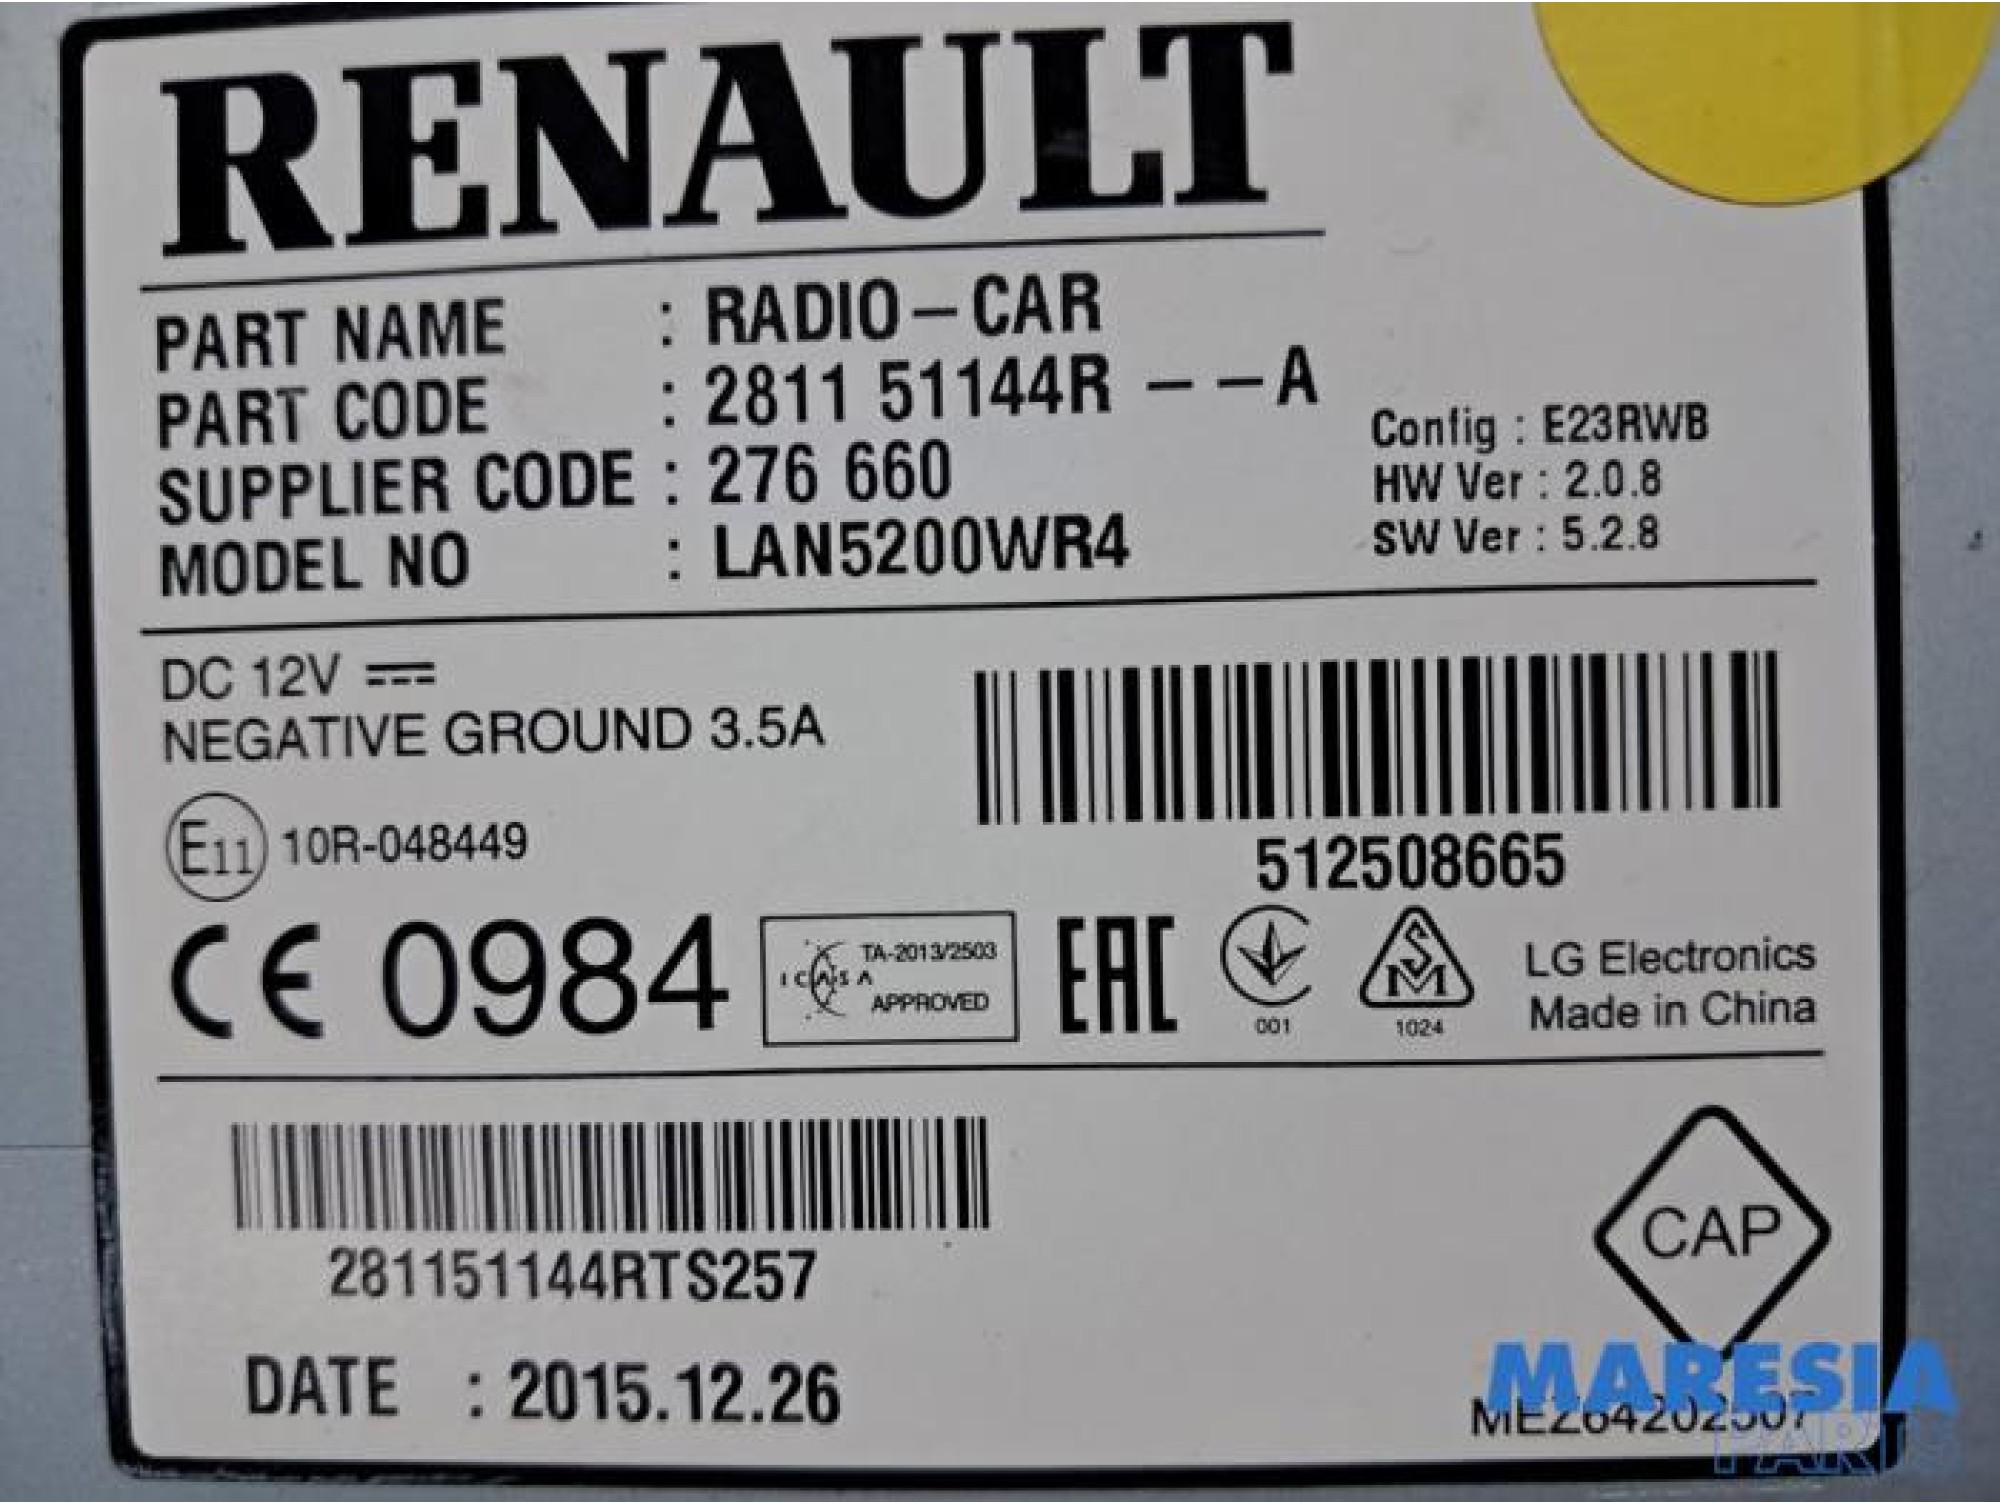 RENAULT
PART NAME : RADIO-CAR
PART CODE : 2811 51144R --A
SUPPLIER CODE : 276 660
MODEL NO : LAN5200WR4
Config : E23RWB
HW Ver : 2.0.8
SW Ver : 5.2.8
DC 12V
NEGATIVE GROUND 3.5A
E11 10R-048449
512508665
CE 0984
TA-2013/2503
ICASA
APPROVED
EAC
001
SM
1024
LG Electronics
Made in China
281151144RTS257
CAP
DATE : 2015.12.26
MEZ64202507
MARESIA
PARTS